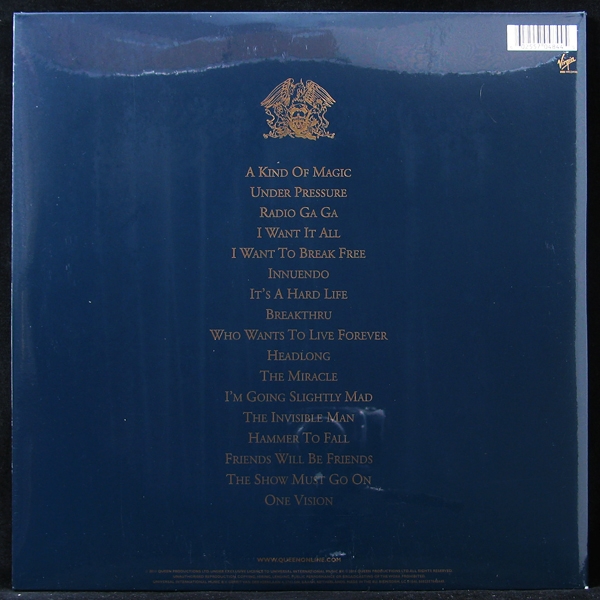 Virgin
A Kind Of Magic
Under Pressure
Radio Ga Ga
I Want It All
I Want To Break Free
Innuendo
It's A Hard Life
Breakthru
Who Wants To Live Forever
Headlong
The Miracle
I'm Going Slightly Mad
The Invisible Man
Hammer To Fall
Friends Will Be Friends
The Show Must Go On
One Vision
www.queenonline.com